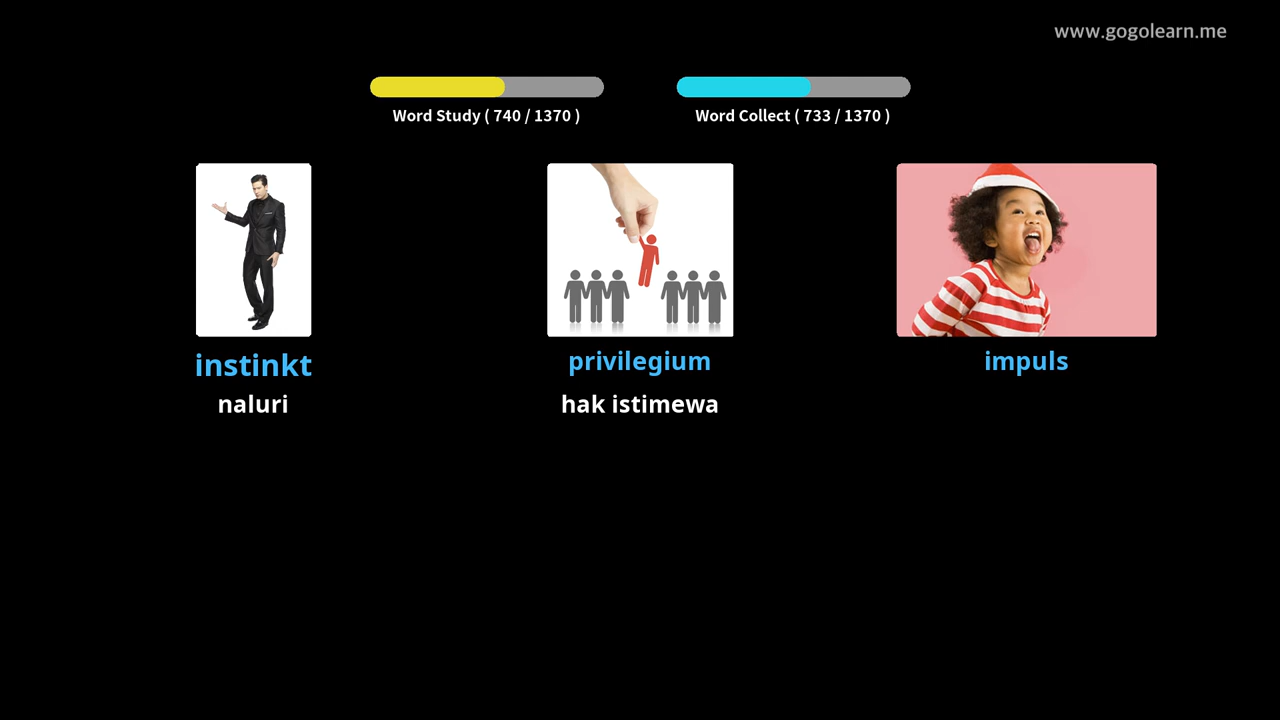 www.gogolearn.me
Word Study ( 740 / 1370 )
Word Collect ( 733 / 1370 )
instinkt
privilegium
impuls
naluri
hak istimewa